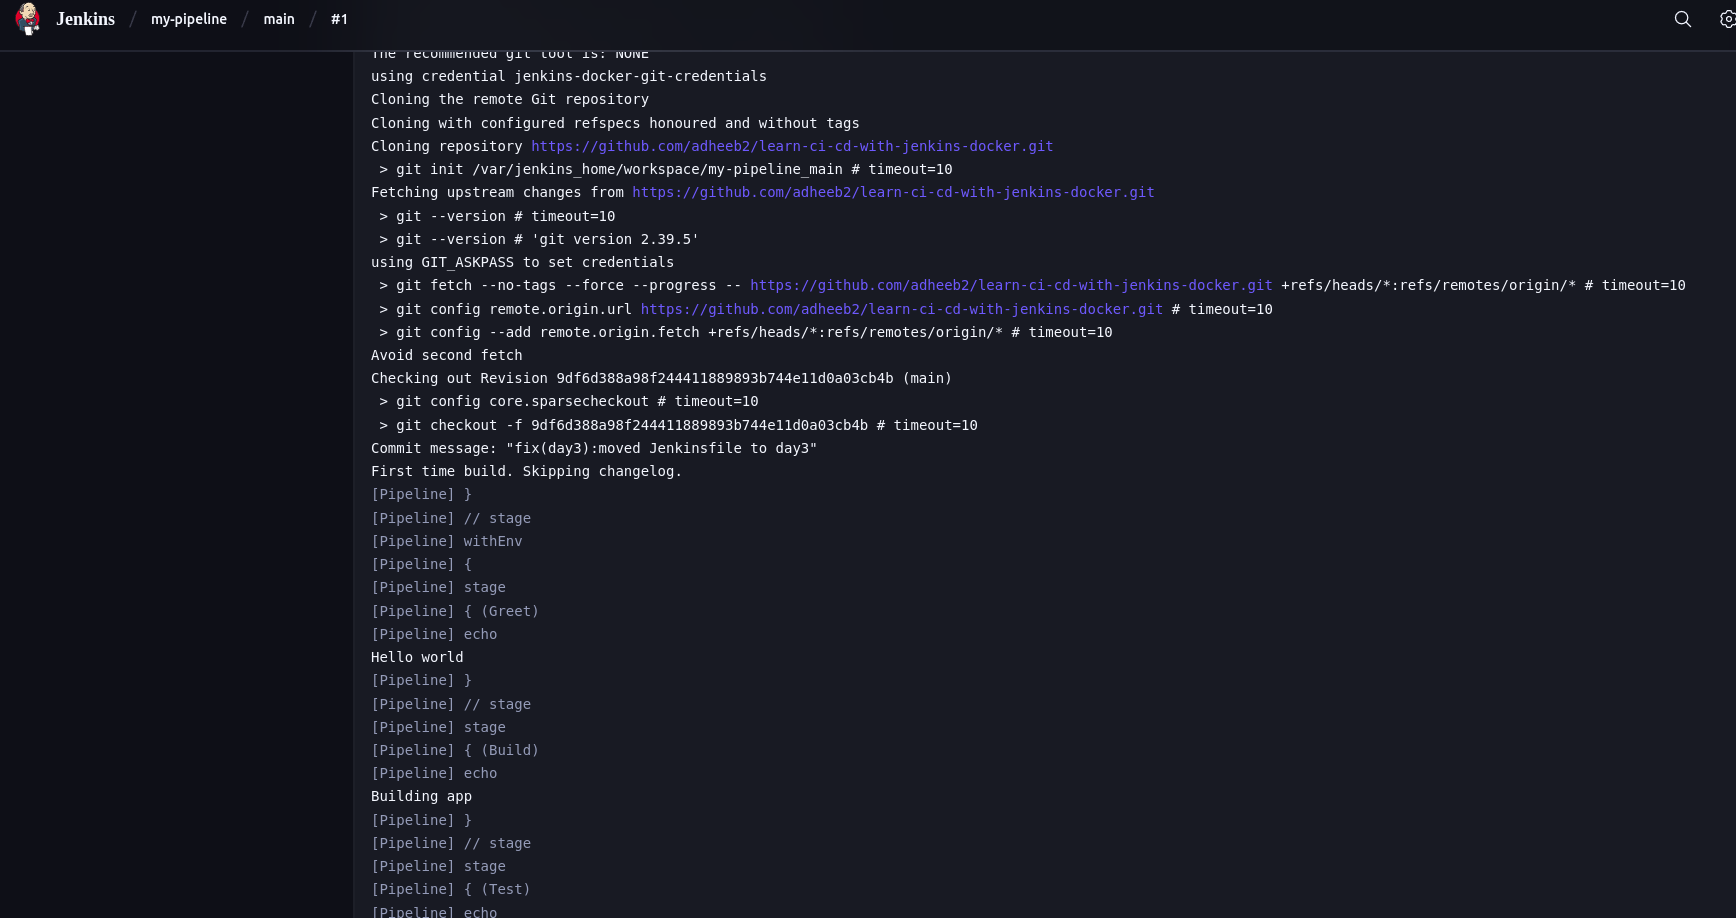 Jenkins / my-pipeline / main / #1
The recommended git tool is: NONE
using credential jenkins-docker-git-credentials
Cloning the remote Git repository
Cloning with configured refspecs honoured and without tags
Cloning repository https://github.com/adheeb2/learn-ci-cd-with-jenkins-docker.git
 > git init /var/jenkins_home/workspace/my-pipeline_main # timeout=10
Fetching upstream changes from https://github.com/adheeb2/learn-ci-cd-with-jenkins-docker.git
 > git --version # timeout=10
 > git --version # 'git version 2.39.5'
using GIT_ASKPASS to set credentials
 > git fetch --no-tags --force --progress -- https://github.com/adheeb2/learn-ci-cd-with-jenkins-docker.git +refs/heads/*:refs/remotes/origin/* # timeout=10
 > git config remote.origin.url https://github.com/adheeb2/learn-ci-cd-with-jenkins-docker.git # timeout=10
 > git config --add remote.origin.fetch +refs/heads/*:refs/remotes/origin/* # timeout=10
Avoid second fetch
Checking out Revision 9df6d388a98f244411889893b744e11d0a03cb4b (main)
 > git config core.sparsecheckout # timeout=10
 > git checkout -f 9df6d388a98f244411889893b744e11d0a03cb4b # timeout=10
Commit message: "fix(day3):moved Jenkinsfile to day3"
First time build. Skipping changelog.
[Pipeline] }
[Pipeline] // stage
[Pipeline] withEnv
[Pipeline] {
[Pipeline] stage
[Pipeline] { (Greet)
[Pipeline] echo
Hello world
[Pipeline] }
[Pipeline] // stage
[Pipeline] stage
[Pipeline] { (Build)
[Pipeline] echo
Building app
[Pipeline] }
[Pipeline] // stage
[Pipeline] stage
[Pipeline] { (Test)
[Pipeline] echo